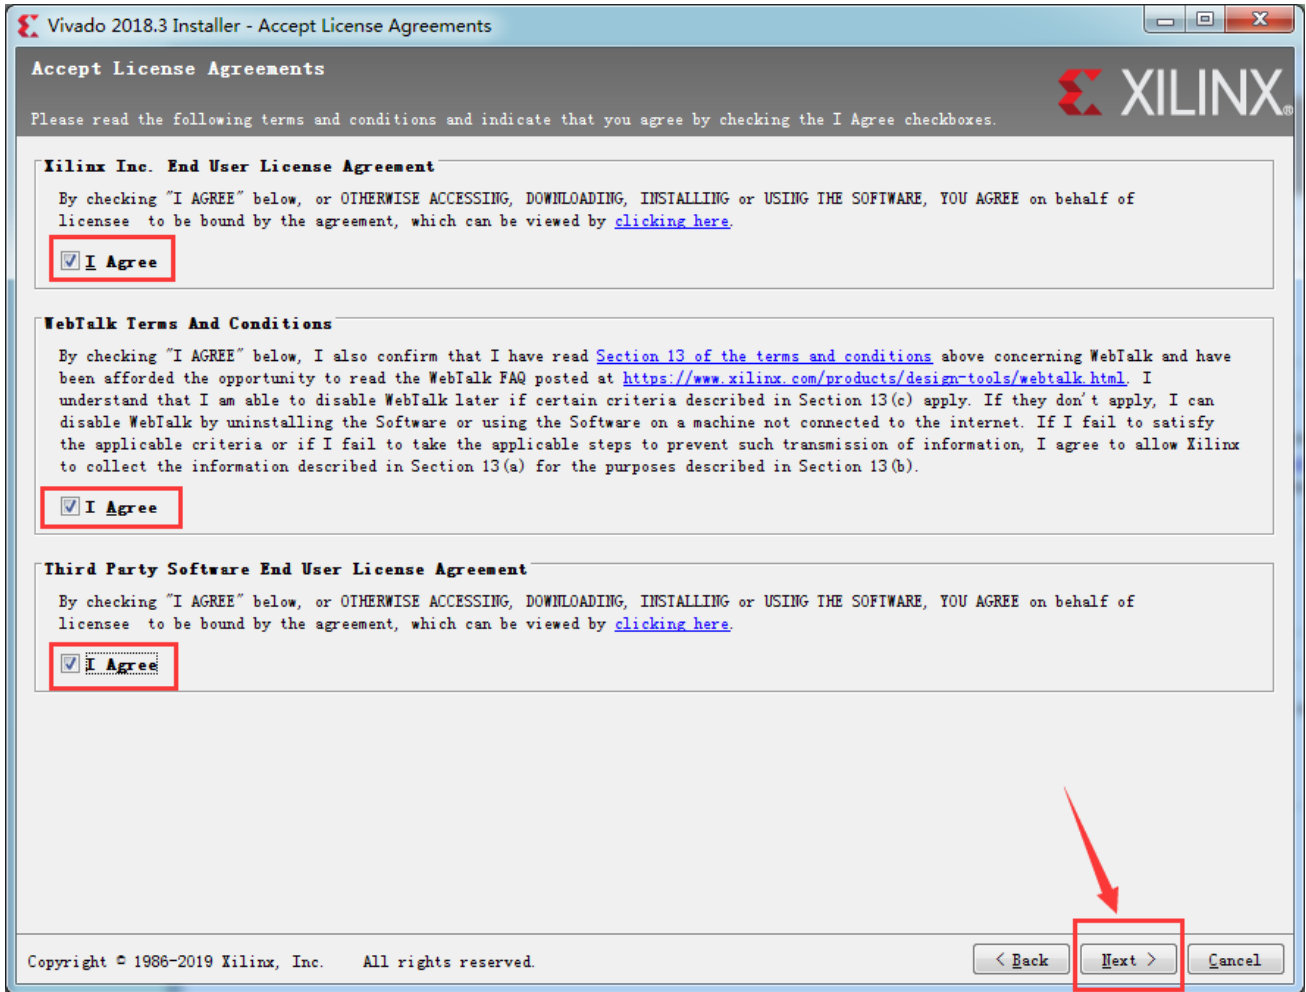 Vivado 2018.3 Installer - Accept License Agreements
Accept License Agreements
XILINX®
Please read the following terms and conditions and indicate that you agree by checking the I Agree checkboxes.
Xilinx Inc. End User License Agreement
By checking "I AGREE" below, or OTHERWISE ACCESSING, DOWNLOADING, INSTALLING or USING THE SOFTWARE, YOU AGREE on behalf of
licensee to be bound by the agreement, which can be viewed by clicking here.
I Agree
WebTalk Terms And Conditions
By checking "I AGREE" below, I also confirm that I have read Section 13 of the terms and conditions above concerning WebTalk and have
been afforded the opportunity to read the WebTalk FAQ posted at https://www.xilinx.com/products/design-tools/webtalk.html. I
understand that I am able to disable WebTalk later if certain criteria described in Section 13(c) apply. If they don't apply, I can
disable WebTalk by uninstalling the Software or using the Software on a machine not connected to the internet. If I fail to satisfy
the applicable criteria or if I fail to take the applicable steps to prevent such transmission of information, I agree to allow Xilinx
to collect the information described in Section 13(a) for the purposes described in Section 13(b).
I Agree
Third Party Software End User License Agreement
By checking "I AGREE" below, or OTHERWISE ACCESSING, DOWNLOADING, INSTALLING or USING THE SOFTWARE, YOU AGREE on behalf of
licensee to be bound by the agreement, which can be viewed by clicking here.
I Agree
Copyright © 1986-2019 Xilinx, Inc. All rights reserved.
< Back Next > Cancel